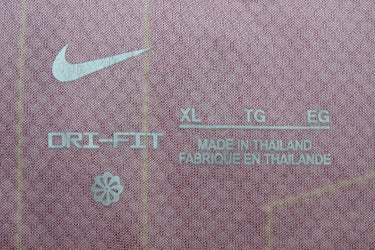 DRI-FIT
XL TG EG
MADE IN THAILAND
FABRIQUE EN THAILANDE